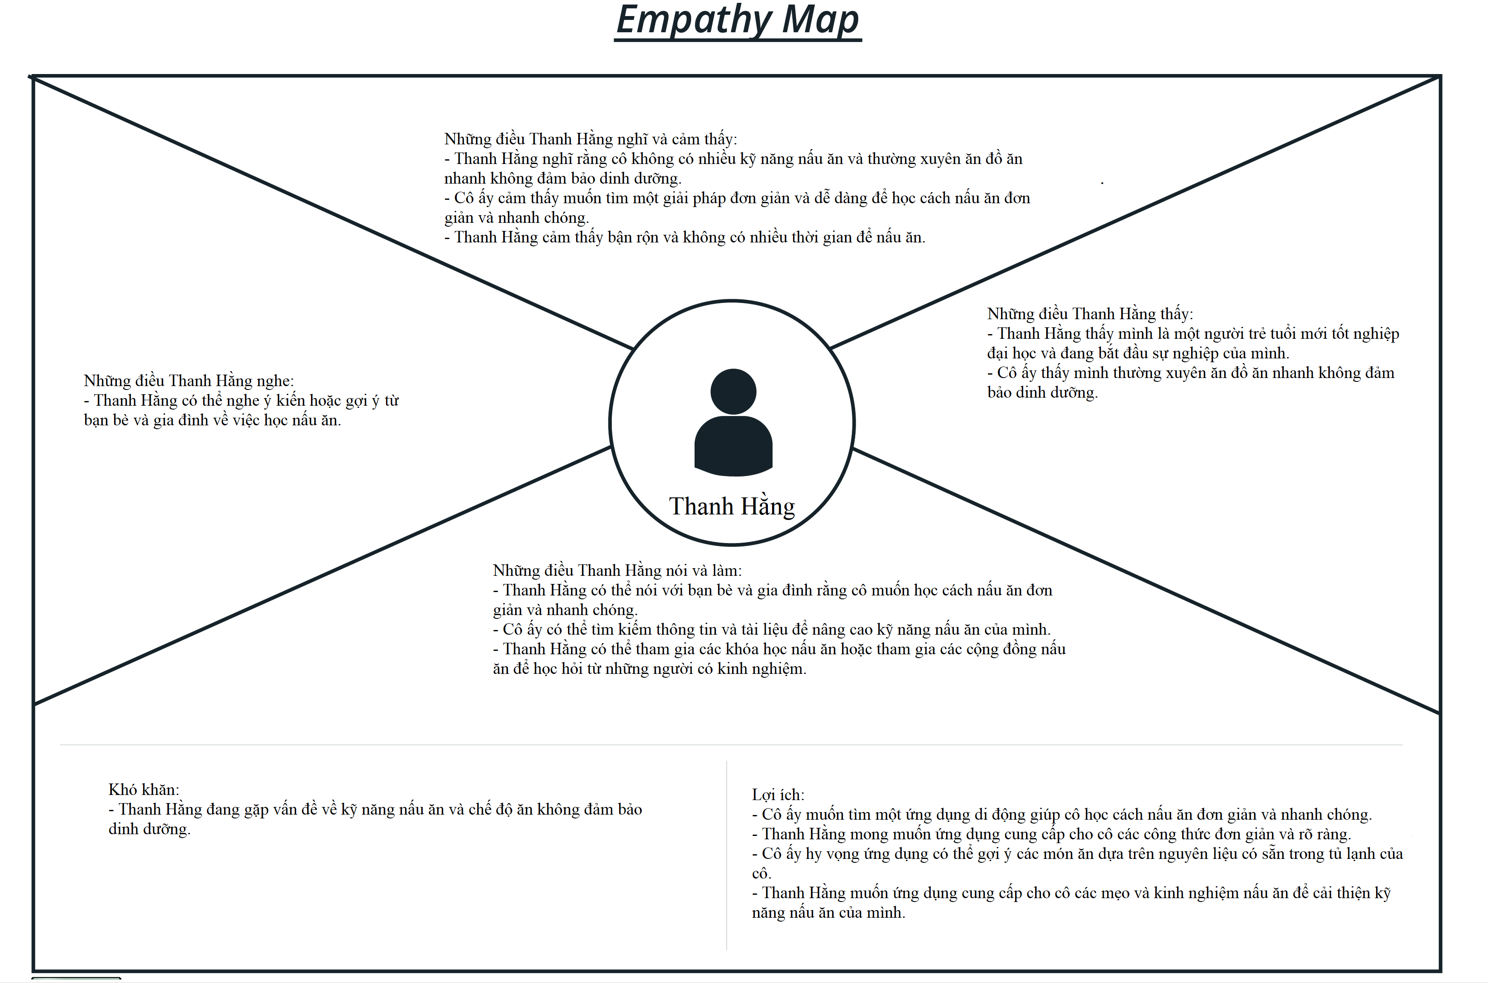 Empathy Map
Những điều Thanh Hằng nghĩ và cảm thấy:
- Thanh Hằng nghĩ rằng cô không có nhiều kỹ năng nấu ăn và thường xuyên ăn đồ ăn
nhanh không đảm bảo dinh dưỡng.
- Cô ấy cảm thấy muốn tìm một giải pháp đơn giản và dễ dàng để học cách nấu ăn đơn
giản và nhanh chóng.
- Thanh Hằng cảm thấy bận rộn và không có nhiều thời gian để nấu ăn.
Những điều Thanh Hằng nghe:
- Thanh Hằng có thể nghe ý kiến hoặc gợi ý từ
bạn bè và gia đình về việc học nấu ăn.
Những điều Thanh Hằng thấy:
- Thanh Hằng thấy mình là một người trẻ tuổi mới tốt nghiệp
đại học và đang bắt đầu sự nghiệp của mình.
- Cô ấy thấy mình thường xuyên ăn đồ ăn nhanh không đảm
bảo dinh dưỡng.
Thanh Hằng
Những điều Thanh Hằng nói và làm:
- Thanh Hằng có thể nói với bạn bè và gia đình rằng cô muốn học cách nấu ăn đơn
giản và nhanh chóng.
- Cô ấy có thể tìm kiếm thông tin và tài liệu để nâng cao kỹ năng nấu ăn của mình.
- Thanh Hằng có thể tham gia các khóa học nấu ăn hoặc tham gia các cộng đồng nấu
ăn để học hỏi từ những người có kinh nghiệm.
Khó khăn:
- Thanh Hằng đang gặp vấn đề về kỹ năng nấu ăn và chế độ ăn không đảm bảo
dinh dưỡng.
Lợi ích:
- Cô ấy muốn tìm một ứng dụng di động giúp cô học cách nấu ăn đơn giản và nhanh chóng.
- Thanh Hằng mong muốn ứng dụng cung cấp cho cô các công thức đơn giản và rõ ràng.
- Cô ấy hy vọng ứng dụng có thể gợi ý các món ăn dựa trên nguyên liệu có sẵn trong tủ lạnh của
cô.
- Thanh Hằng muốn ứng dụng cung cấp cho cô các mẹo và kinh nghiệm nấu ăn để cải thiện kỹ
năng nấu ăn của mình.